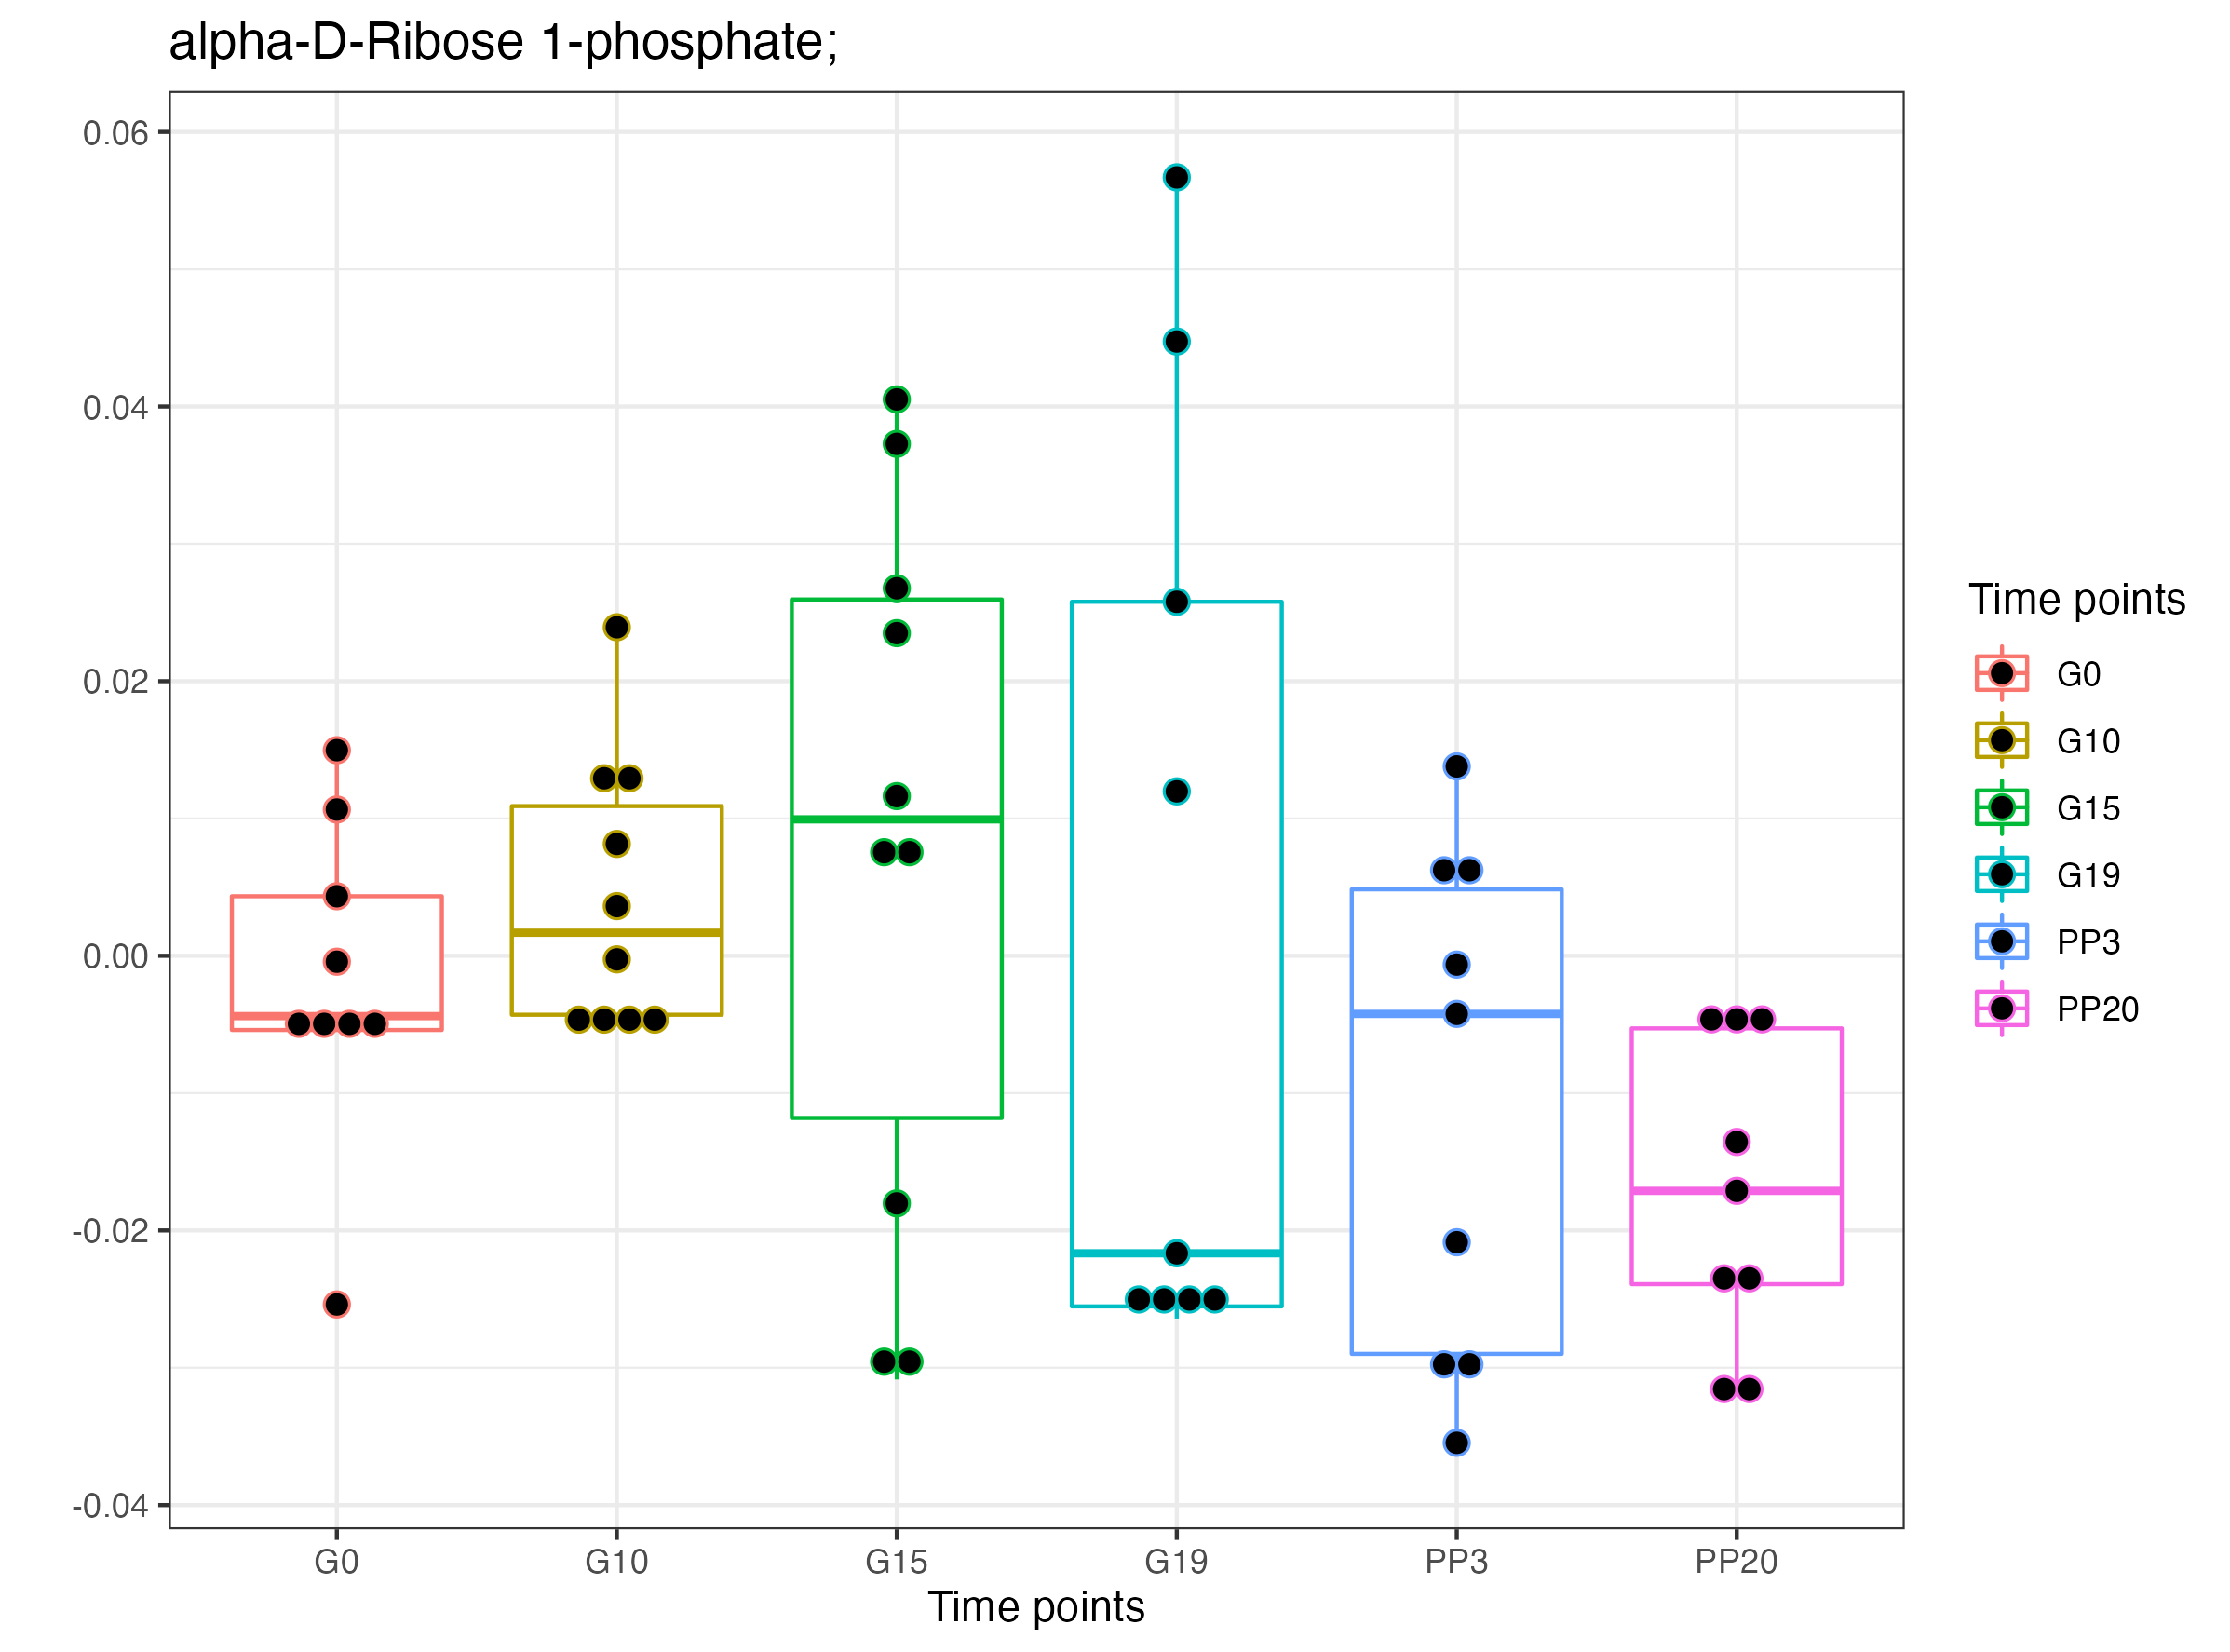 alpha-D-Ribose 1-phosphate;
0.06
0.04
0.02
0.00
-0.02
-0.04
G0 G10 G15 G19 PP3 PP20
Time points
Time points
G0
G10
G15
G19
PP3
PP20